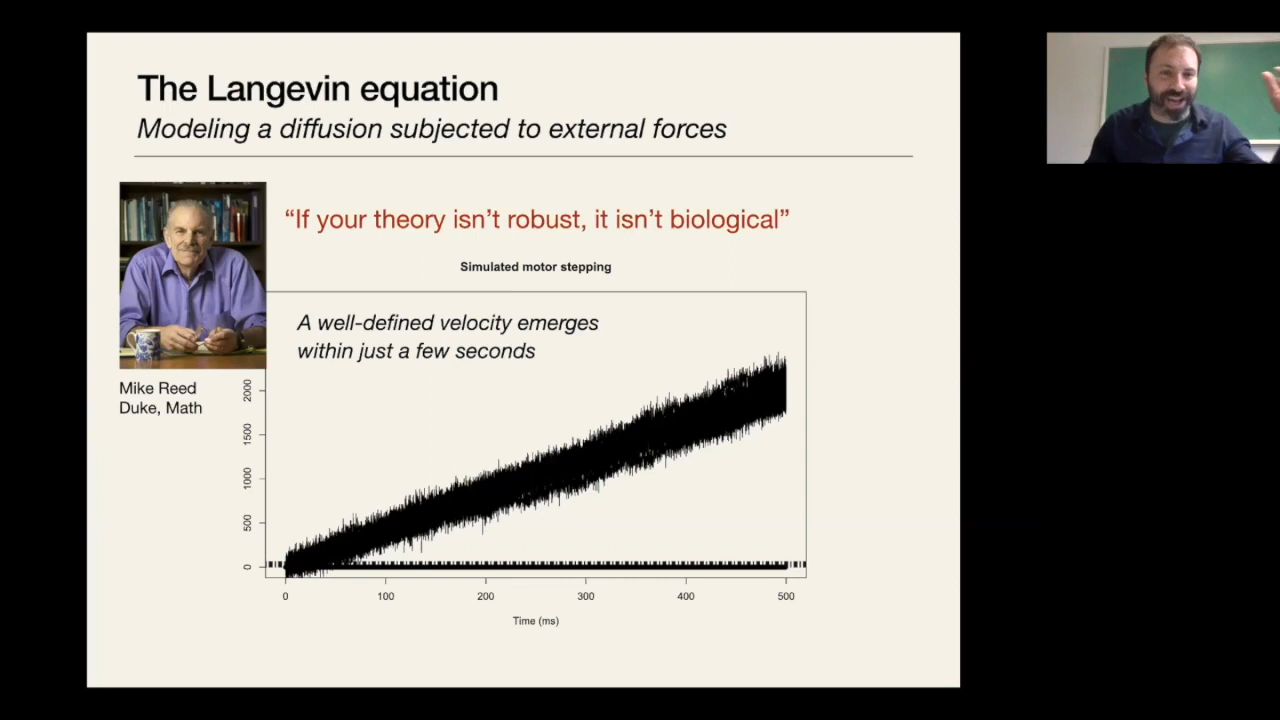 The Langevin equation
Modeling a diffusion subjected to external forces
“If your theory isn’t robust, it isn’t biological”
Mike Reed
Duke, Math
Simulated motor stepping
A well-defined velocity emerges
within just a few seconds
2000
1500
1000
500
0
0 100 200 300 400 500
Time (ms)